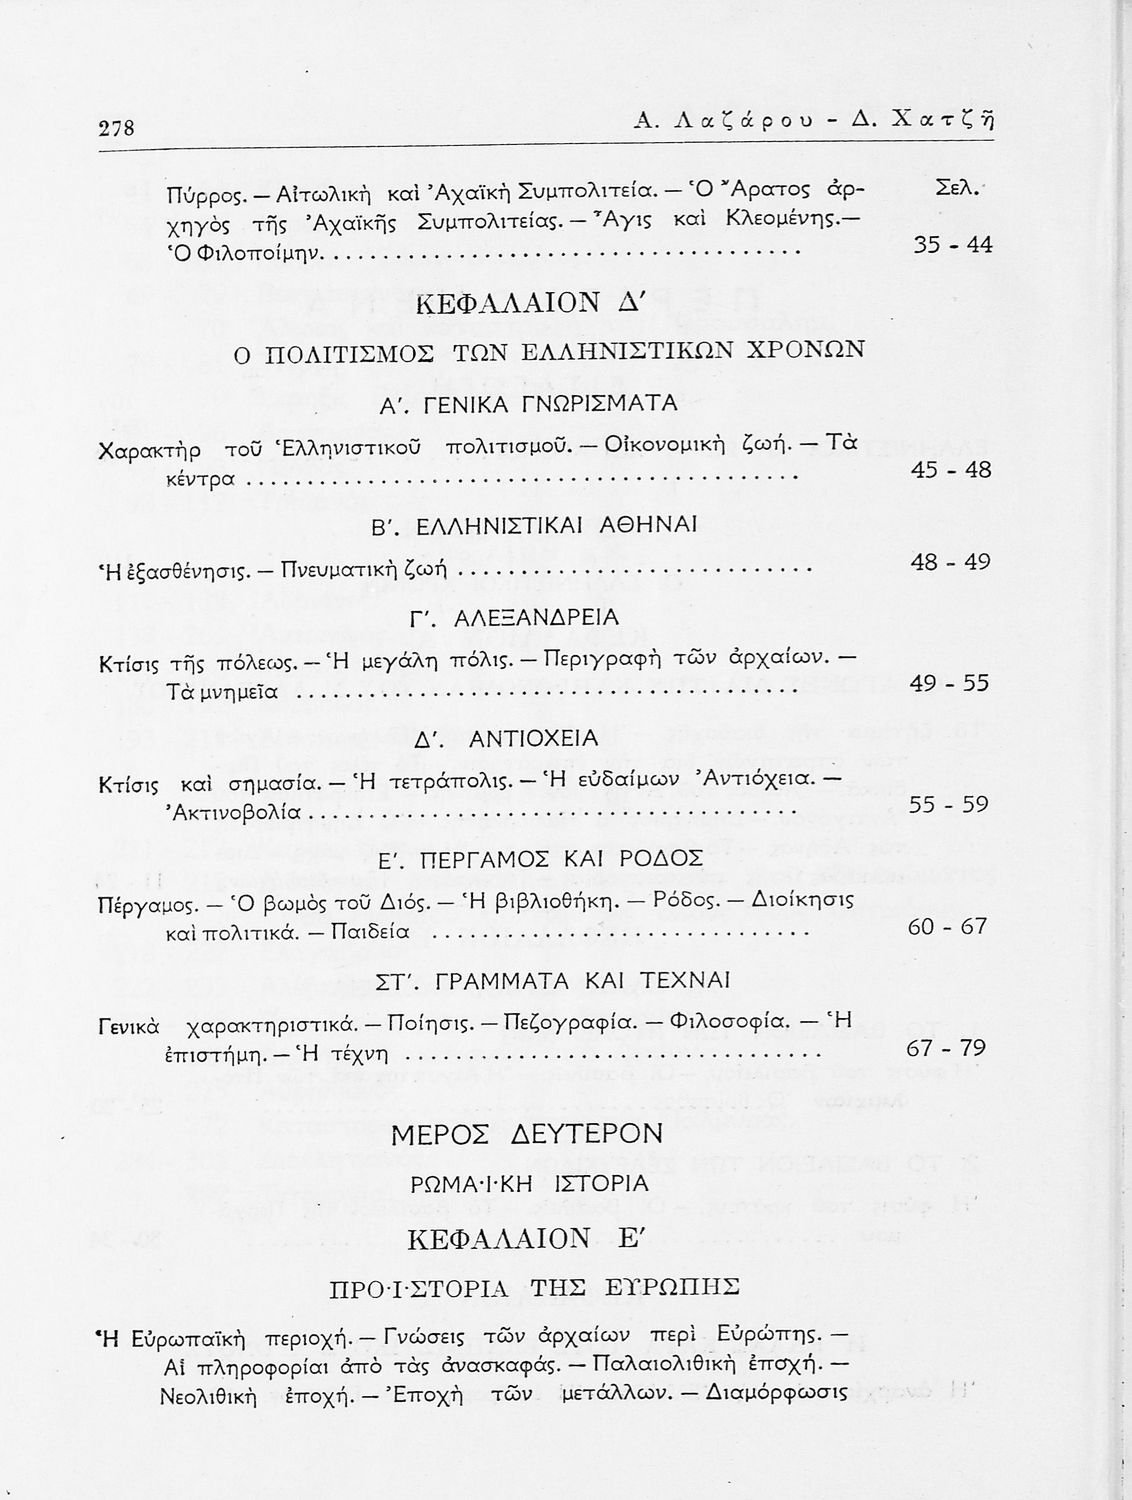 278
Α. Λαζάρου - Δ. Χατζῆ
Πύρρος. — Αἰτωλικὴ καὶ Ἀχαϊκὴ Συμπολιτεία. — Ὁ Ἄρατος ἀρ- Σελ.
χηγὸς τῆς Ἀχαϊκῆς Συμπολιτείας. — Ἆγις καὶ Κλεομένης.—
Ὁ Φιλοποίμην. . . . . . . . . . . . . . . . . . . . . . . . . . . . . . . . . . . . . . . . 35 - 44
ΚΕΦΑΛΑΙΟΝ Δ′
Ο ΠΟΛΙΤΙΣΜΟΣ ΤΩΝ ΕΛΛΗΝΙΣΤΙΚΩΝ ΧΡΟΝΩΝ
Α′. ΓΕΝΙΚΑ ΓΝΩΡΙΣΜΑΤΑ
Χαρακτὴρ τοῦ Ἑλληνιστικοῦ πολιτισμοῦ. — Οἰκονομικὴ ζωή. — Τὰ
κέντρα . . . . . . . . . . . . . . . . . . . . . . . . . . . . . . . . . . . . . . . . . . . . . . 45 - 48
Β′. ΕΛΛΗΝΙΣΤΙΚΑΙ ΑΘΗΝΑΙ
Ἡ ἐξασθένησις. — Πνευματικὴ ζωή . . . . . . . . . . . . . . . . . . . . . . . . . . . . . . 48 - 49
Γ′. ΑΛΕΞΑΝΔΡΕΙΑ
Κτίσις τῆς πόλεως. — Ἡ μεγάλη πόλις. — Περιγραφὴ τῶν ἀρχαίων. —
Τὰ μνημεῖα . . . . . . . . . . . . . . . . . . . . . . . . . . . . . . . . . . . . . . . . . . 49 - 55
Δ′. ΑΝΤΙΟΧΕΙΑ
Κτίσις καὶ σημασία. — Ἡ τετράπολις. — Ἡ εὐδαίμων Ἀντιόχεια. —
Ἀκτινοβολία . . . . . . . . . . . . . . . . . . . . . . . . . . . . . . . . . . . . . . . . . 55 - 59
Ε′. ΠΕΡΓΑΜΟΣ ΚΑΙ ΡΟΔΟΣ
Πέργαμος. — Ὁ βωμὸς τοῦ Διός. — Ἡ βιβλιοθήκη. — Ρόδος. — Διοίκησις
καὶ πολιτικά. — Παιδεία . . . . . . . . . . . . . . . . . . . . . . . . . . . . . . . . 60 - 67
ΣΤ′. ΓΡΑΜΜΑΤΑ ΚΑΙ ΤΕΧΝΑΙ
Γενικὰ χαρακτηριστικά. — Ποίησις. — Πεζογραφία. — Φιλοσοφία. — Ἡ
ἐπιστήμη. — Ἡ τέχνη . . . . . . . . . . . . . . . . . . . . . . . . . . . . . . . . . . . 67 - 79
ΜΕΡΟΣ ΔΕΥΤΕΡΟΝ
ΡΩΜΑ·Ι·ΚΗ ΙΣΤΟΡΙΑ
ΚΕΦΑΛΑΙΟΝ Ε′
ΠΡΟ·Ι·ΣΤΟΡΙΑ ΤΗΣ ΕΥΡΩΠΗΣ
Ἡ Εὐρωπαϊκὴ περιοχή. — Γνώσεις τῶν ἀρχαίων περὶ Εὐρώπης. —
Αἱ πληροφορίαι ἀπὸ τὰς ἀνασκαφάς. — Παλαιολιθικὴ ἐποχή. —
Νεολιθικὴ ἐποχή. — Ἐποχὴ τῶν μετάλλων. — Διαμόρφωσις